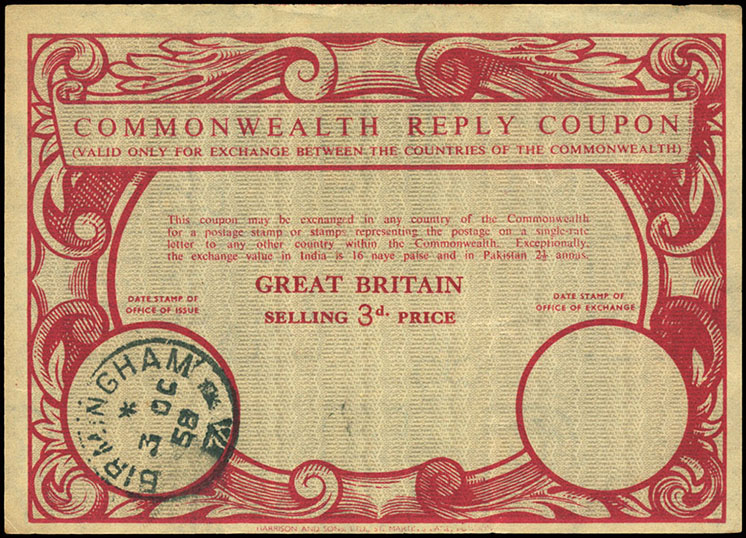 COMMONWEALTH REPLY COUPON
(VALID ONLY FOR EXCHANGE BETWEEN THE COUNTRIES OF THE COMMONWEALTH)
This coupon may be exchanged in any country of the Commonwealth
for a postage stamp or stamps representing the postage on a single-rate
letter to any other country within the Commonwealth. Exceptionally,
the exchange value in India is 16 naye paise and in Pakistan 2½ annas.
GREAT BRITAIN
SELLING 3d. PRICE
DATE STAMP OF
OFFICE OF ISSUE
DATE STAMP OF
OFFICE OF EXCHANGE
BIRMINGHAM
* 3 OC 58
HARRISON AND SONS